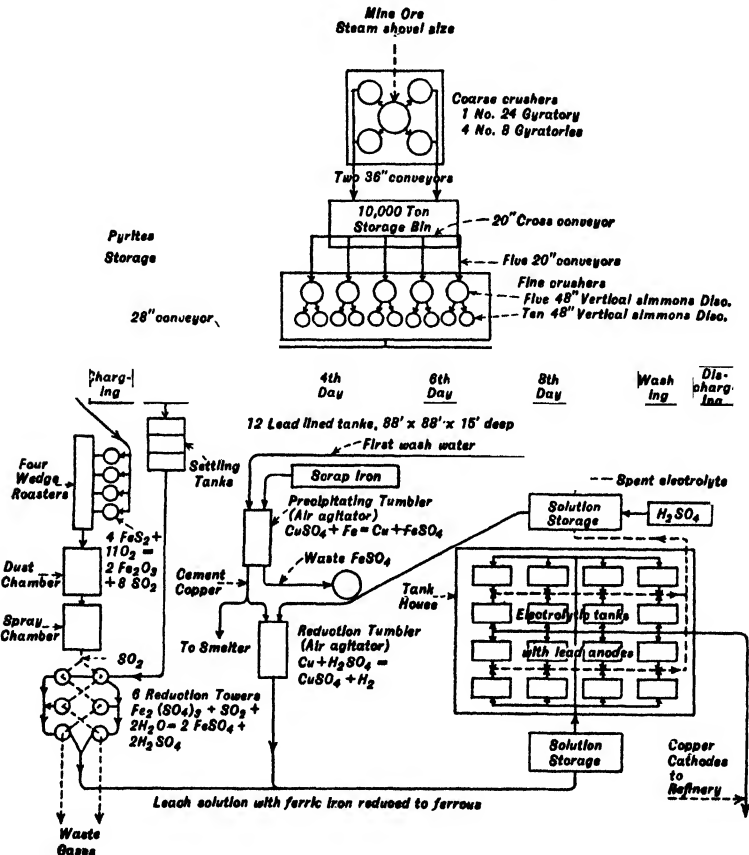 Mine Ore
Steam shovel size
Coarse crushers
1 No. 24 Gyratory
4 No. 8 Gyratories
Two 36" conveyors
10,000 Ton
Storage Bin
20" Cross conveyor
Pyrites
Storage
Five 20" conveyors
Fine crushers
Five 48" Vertical simmons Disc.
Ten 48" Vertical simmons Disc.
28" conveyor
Charg-
ing
4th
Day
6th
Day
8th
Day
Wash
ing
Dis-
charg-
ing
12 Lead lined tanks, 88' x 88' x 15' deep
First wash water
Four
Wedge
Roasters
Settling
Tanks
Scrap Iron
Spent electrolyte
Solution
Storage
H2SO4
Precipitating Tumbler
(Air agitator)
CuSO4 + Fe = Cu + FeSO4
4 FeS2 +
11O2 =
2 Fe2O3
+ 8 SO2
Dust
Chamber
Cement
Copper
Waste FeSO4
Tank
House
Electrolytic tanks
with lead anodes
Spray
Chamber
To Smelter
Reduction Tumbler
(Air agitator)
Cu + H2SO4 =
CuSO4 + H2
SO2
6 Reduction Towers
Fe2 (SO4)3 + SO2 +
2H2O = 2 FeSO4 +
2H2SO4
Solution
Storage
Copper
Cathodes
to
Refinery
Leach solution with ferric iron reduced to ferrous
Waste
Gases